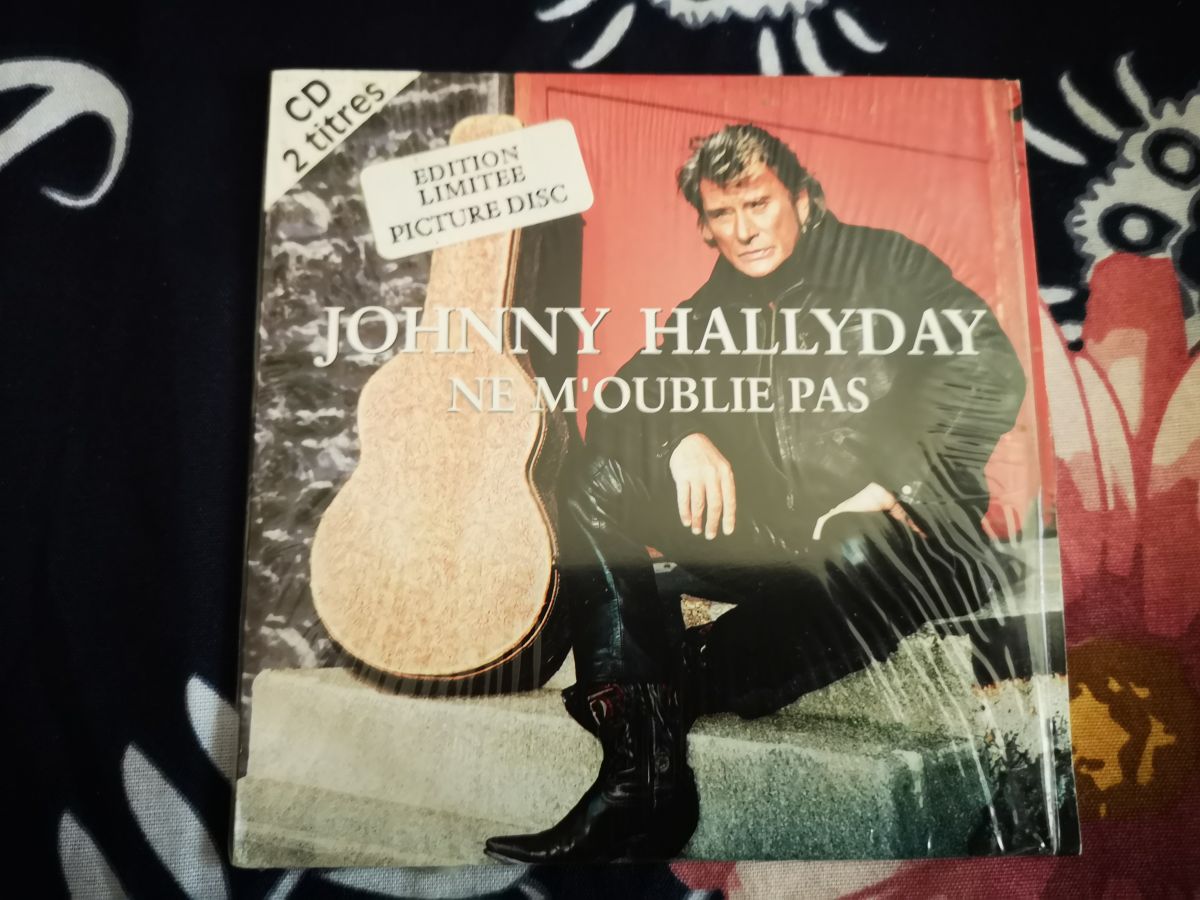 CD
2 titres
EDITION
LIMITEE
PICTURE DISC
JOHNNY HALLYDAY
NE M'OUBLIE PAS